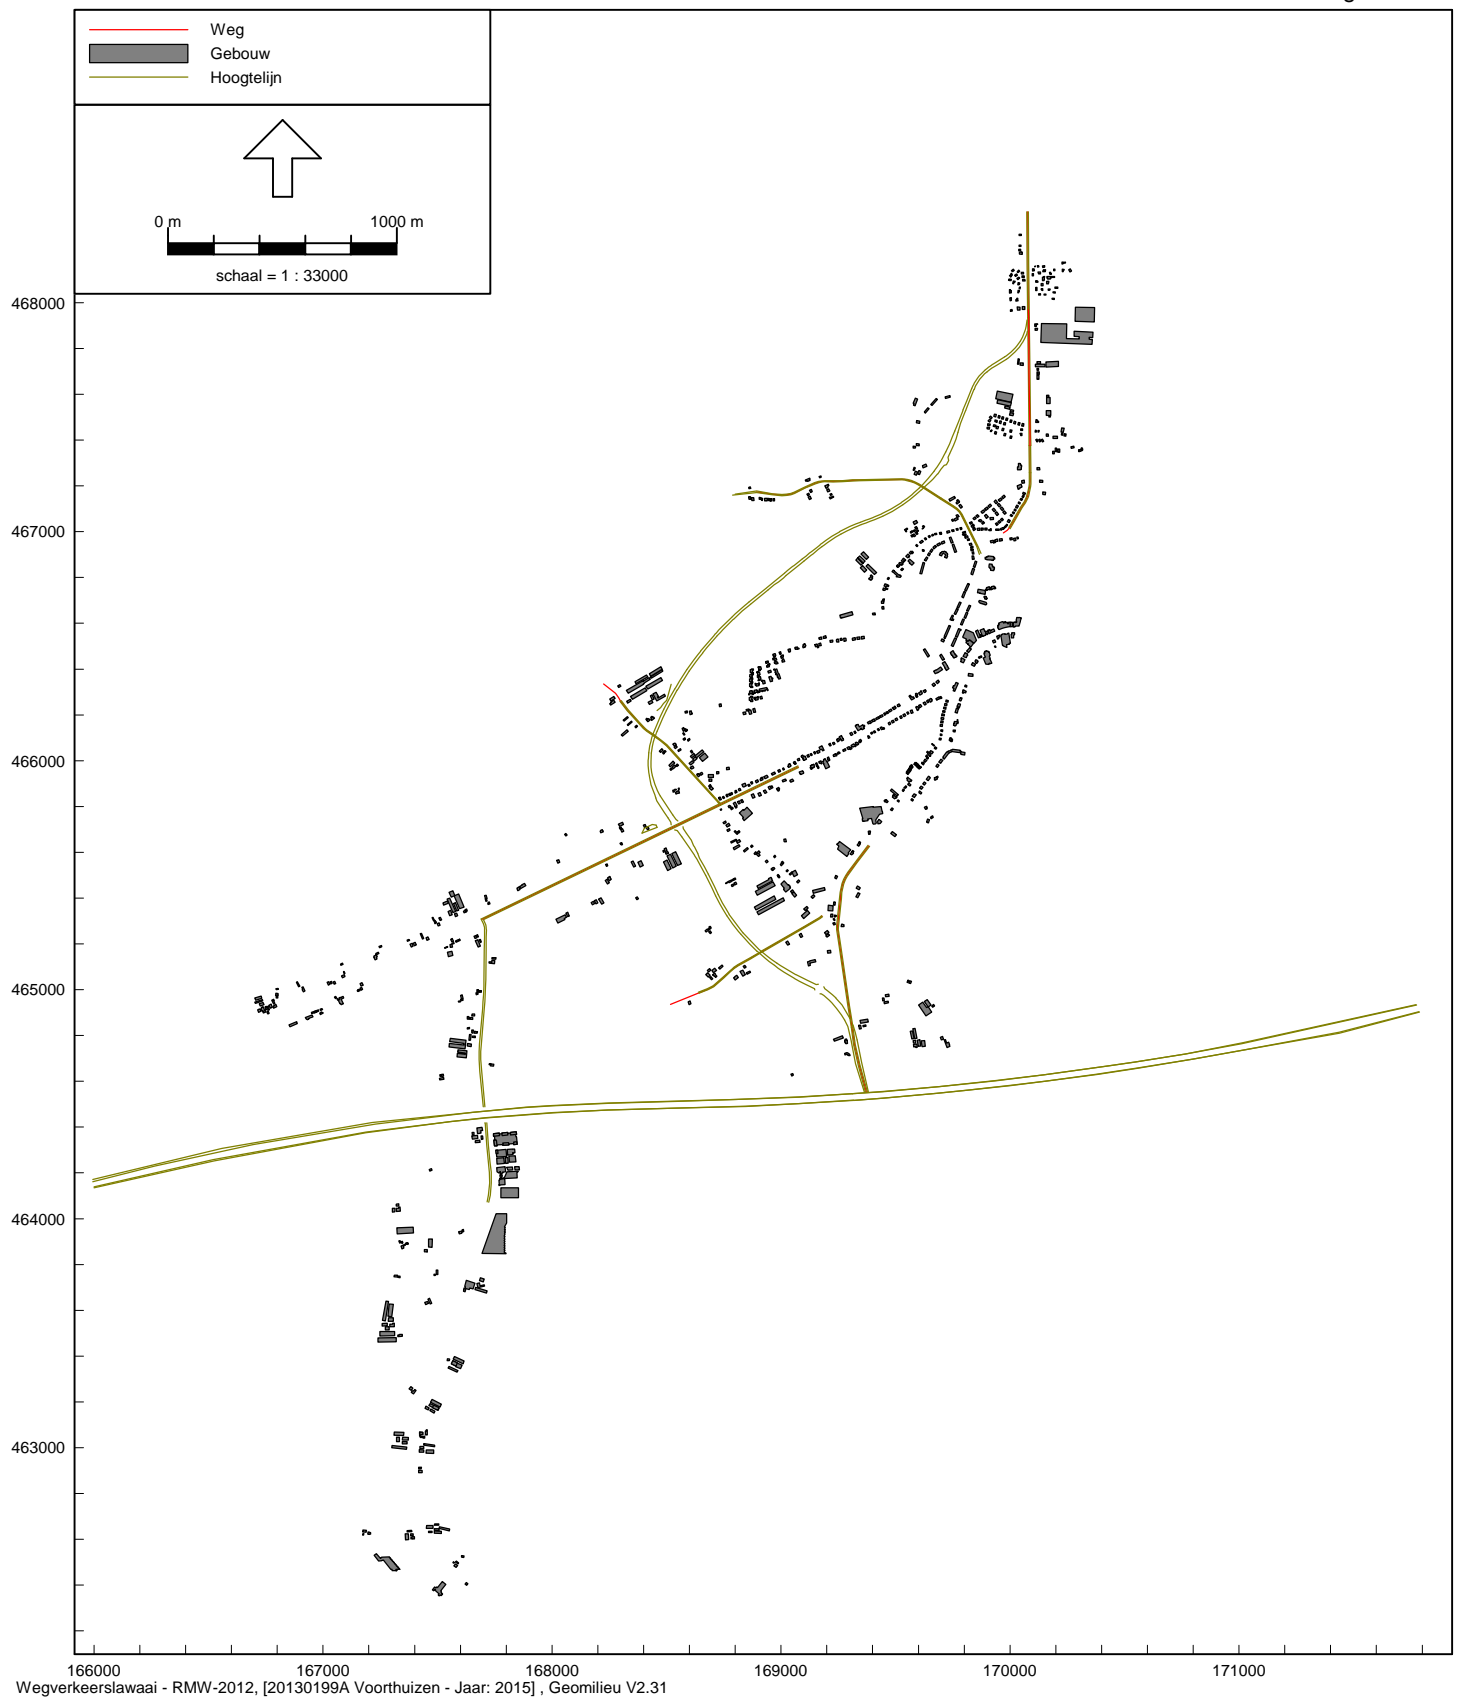 Weg
Gebouw
Hoogtelijn
0 m 1000 m
schaal = 1 : 33000
468000
467000
466000
465000
464000
463000
166000 167000 168000 169000 170000 171000
Wegverkeerslawaai - RMW-2012, [20130199A Voorthuizen - Jaar: 2015] , Geomilieu V2.31